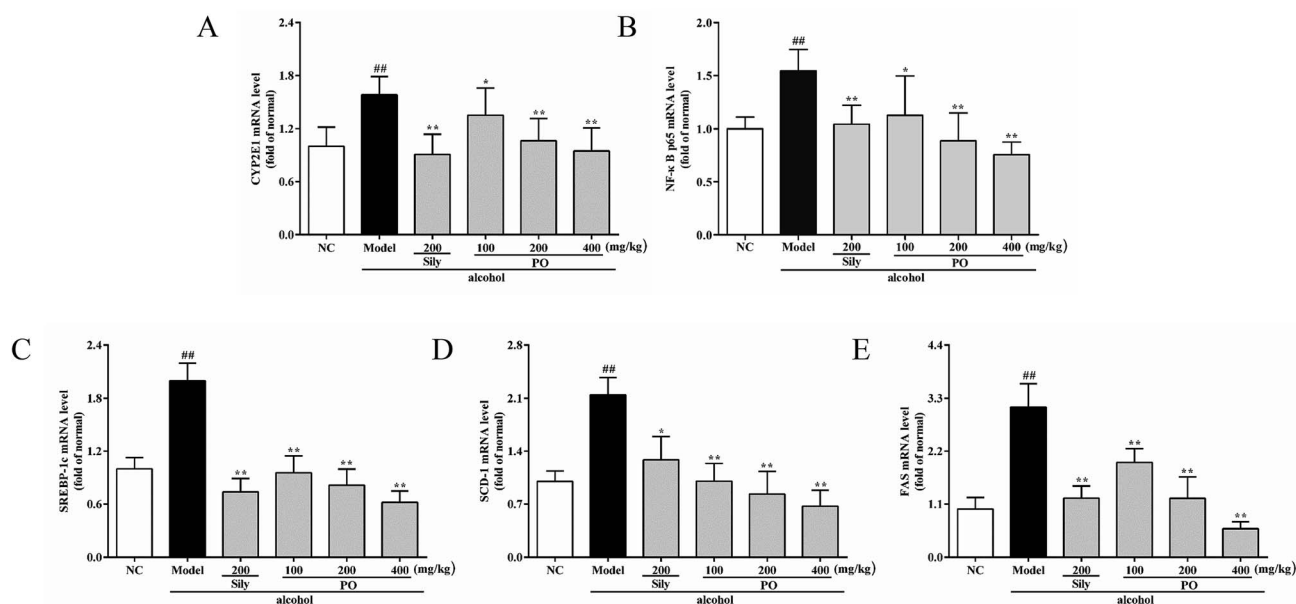 A
CYP2E1 mRNA level
(fold of normal)
2.4
1.8
1.2
0.6
0.0
##
**
*
**
**
NC
Model
200
100
200
400
(mg/kg)
Sily
PO
alcohol
B
NF-κ B p65 mRNA level
(fold of normal)
2.0
1.5
1.0
0.5
0.0
##
**
*
**
**
NC
Model
200
100
200
400
(mg/kg)
Sily
PO
alcohol
C
SREBP-1c mRNA level
(fold of normal)
2.4
1.8
1.2
0.6
0.0
##
**
**
**
**
NC
Model
200
100
200
400
(mg/kg)
Sily
PO
alcohol
D
SCD-1 mRNA level
(fold of normal)
2.8
2.1
1.4
0.7
0.0
##
*
**
**
**
NC
Model
200
100
200
400
(mg/kg)
Sily
PO
alcohol
E
FAS mRNA level
(fold of normal)
4.4
3.3
2.2
1.1
0.0
##
**
**
**
**
NC
Model
200
100
200
400
(mg/kg)
Sily
PO
alcohol